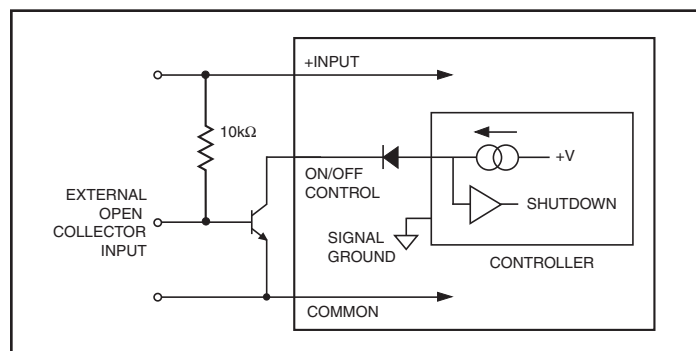 +INPUT
10kΩ
+V
ON/OFF
CONTROL
EXTERNAL
OPEN
COLLECTOR
INPUT
SHUTDOWN
SIGNAL
GROUND
CONTROLLER
COMMON